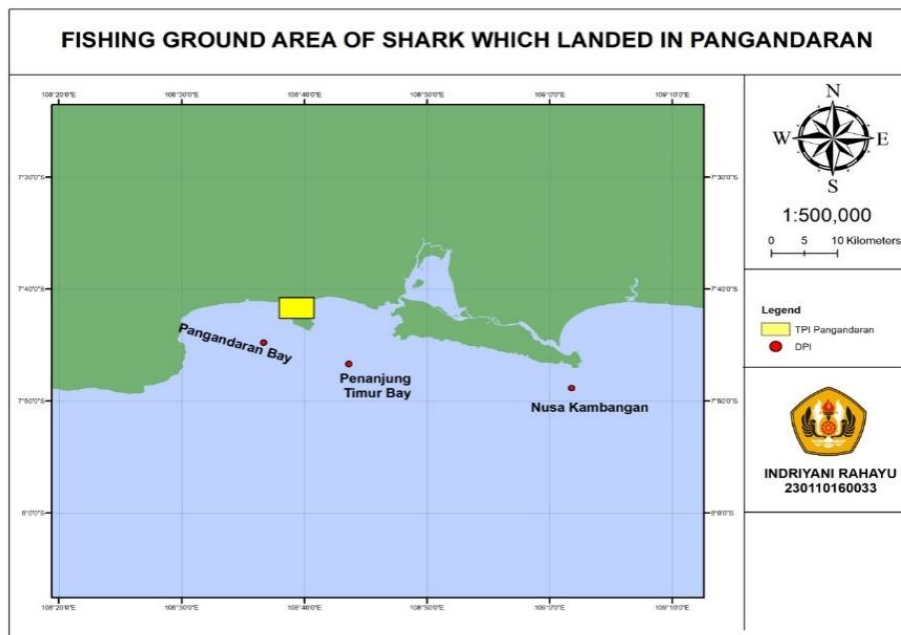 FISHING GROUND AREA OF SHARK WHICH LANDED IN PANGANDARAN
108°20'0"E 108°30'0"E 108°40'0"E 108°50'0"E 109°0'0"E 109°10'0"E
7°30'0"S 7°30'0"S
7°40'0"S 7°40'0"S
Pangandaran Bay
Penanjung
Timur Bay
Nusa Kambangan
7°50'0"S 7°50'0"S
8°0'0"S 8°0'0"S
108°20'0"E 108°30'0"E 108°40'0"E 108°50'0"E 109°0'0"E 109°10'0"E
N
W E
S
1:500,000
0 5 10 Kilometers
Legend
TPI Pangandaran
DPI
INDRIYANI RAHAYU
230110160033